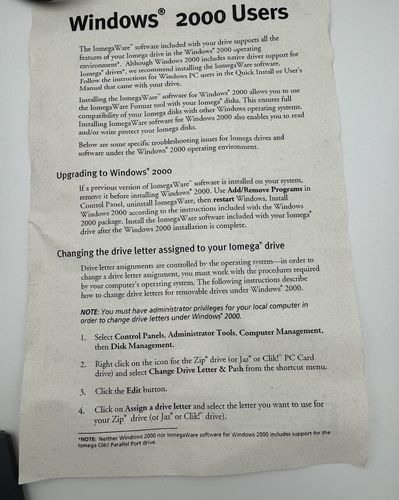 Windows® 2000 Users
The IomegaWare™ software included with your drive supports all the
features of your Iomega drive in the Windows® 2000 operating
environment*. Although Windows 2000 includes native driver support for
Iomega® drives*, we recommend installing the IomegaWare software.
Follow the instructions for Windows PC users in the Quick Install or User's
Manual that came with your drive.
Installing the IomegaWare™ software for Windows 2000 allows you to use
the IomegaWare Format tool with your Iomega® disks. This ensures full
compatibility of your Iomega disks with other Windows operating systems.
Installing IomegaWare software for Windows 2000 also enables you to read
and/or write protect your Iomega disks.
Below are some specific troubleshooting issues for Iomega drives and
software under the Windows® 2000 operating environment.
Upgrading to Windows® 2000
If a previous version of IomegaWare™ software is installed on your system,
remove it before installing Windows® 2000. Use Add/Remove Programs in
Control Panel, uninstall IomegaWare, then restart Windows. Install
Windows 2000 according to the instructions included with the Windows
2000 package. Install the IomegaWare software included with your Iomega®
drive after the Windows 2000 installation is complete.
Changing the drive letter assigned to your Iomega® drive
Drive letter assignments are controlled by the operating system—in order to
change a drive letter assignment, you must work with the procedures required
by your computer's operating system. The following instructions describe
how to change drive letters for removable drives under Windows® 2000.
NOTE: You must have administrator privileges for your local computer in
order to change drive letters under Windows® 2000.
1. Select Control Panels, Administrator Tools, Computer Management,
then Disk Management.
2. Right click on the icon for the Zip® drive (or Jaz® or Clik!™ PC Card
drive) and select Change Drive Letter & Path from the shortcut menu.
3. Click the Edit button.
4. Click on Assign a drive letter and select the letter you want to use for
your Zip® drive (or Jaz® or Clik!™ drive).
*NOTE: Neither Windows 2000 nor IomegaWare software for Windows 2000 includes support for the
Iomega Clik! Parallel Port drive.